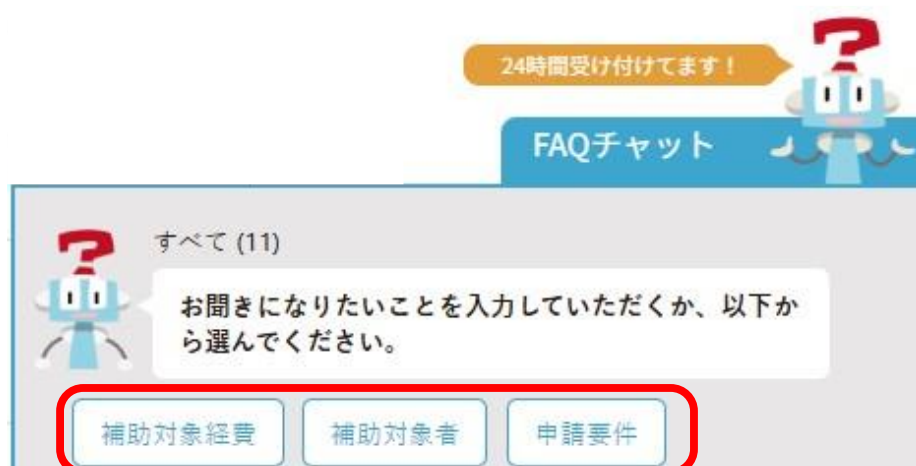 24時間受け付けてます！
FAQチャット
すべて (11)
お聞きになりたいことを入力していただくか、以下か
ら選んでください。
補助対象経費 補助対象者 申請要件